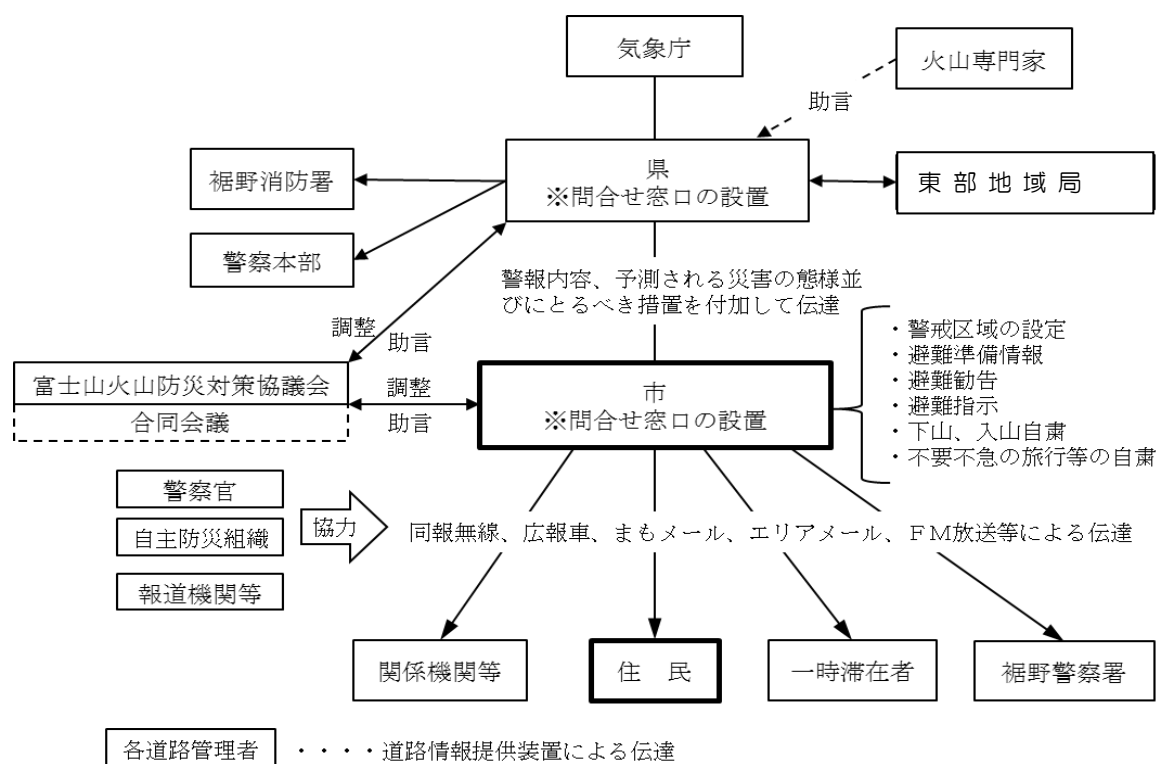 気象庁
火山専門家
助言
県
※問合せ窓口の設置
裾野消防署
東部地域局
警察本部
警報内容、予測される災害の態様並
びにとるべき措置を付加して伝達
調整
助言
・警戒区域の設定
・避難準備情報
・避難勧告
・避難指示
・下山、入山自粛
・不要不急の旅行等の自粛
富士山火山防災対策協議会
合同会議
調整
助言
市
※問合せ窓口の設置
警察官
自主防災組織
報道機関等
協力
同報無線、広報車、まもメール、エリアメール、ＦＭ放送等による伝達
関係機関等
住　民
一時滞在者
裾野警察署
各道路管理者 ・・・・道路情報提供装置による伝達